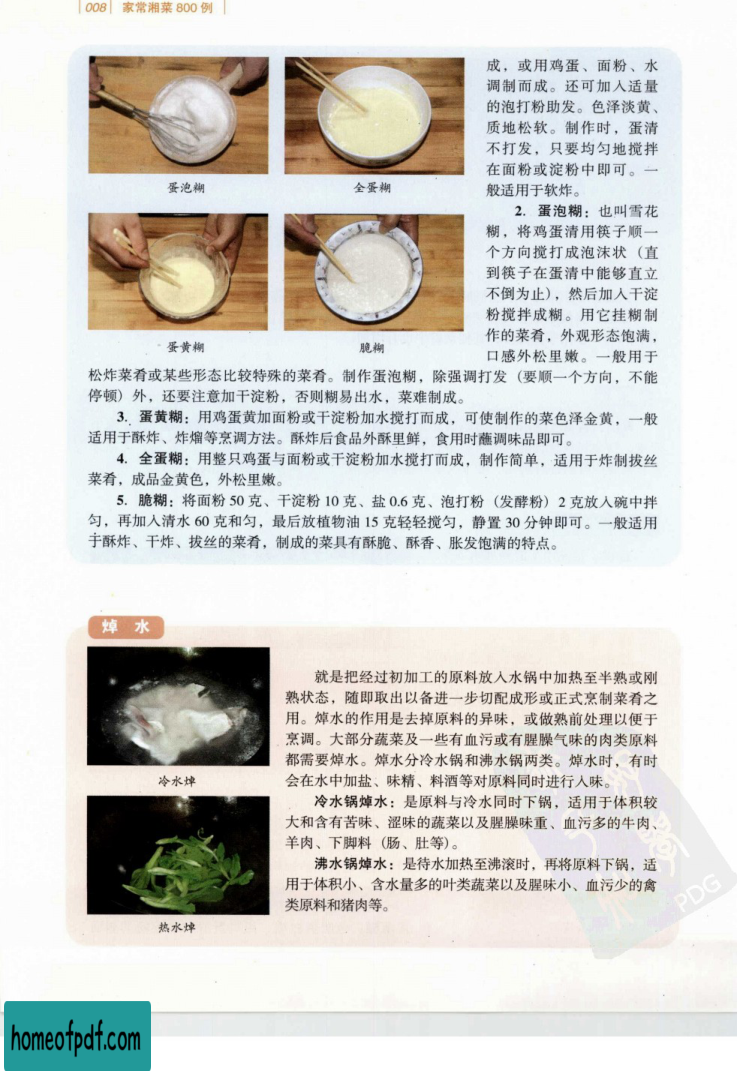 008 家常湘菜 800 例
蛋泡糊
全蛋糊
蛋黄糊
脆糊
成，或用鸡蛋、面粉、水
调制而成。还可加入适量
的泡打粉助发。色泽淡黄、
质地松软。制作时，蛋清
不打发，只要均匀地搅拌
在面粉或淀粉中即可。一
般适用于软炸。
2. 蛋泡糊：也叫雪花
糊，将鸡蛋清用筷子顺一
个方向搅打成泡沫状（直
到筷子在蛋清中能够直立
不倒为止），然后加入干淀
粉搅拌成糊。用它挂糊制
作的菜肴，外观形态饱满，
口感外松里嫩。一般用于
松炸菜肴或某些形态比较特殊的菜肴。制作蛋泡糊，除强调打发（要顺一个方向，不能
停顿）外，还要注意加干淀粉，否则糊易出水，菜难制成。
3. 蛋黄糊：用鸡蛋黄加面粉或干淀粉加水搅打而成，可使制作的菜色泽金黄，一般
适用于酥炸、炸熘等烹调方法。酥炸后食品外酥里鲜，食用时蘸调味品即可。
4. 全蛋糊：用整只鸡蛋与面粉或干淀粉加水搅打而成，制作简单，适用于炸制拔丝
菜肴，成品金黄色，外松里嫩。
5. 脆糊：将面粉 50 克、干淀粉 10 克、盐 0.6 克、泡打粉（发酵粉）2 克放入碗中拌
匀，再加入清水 60 克和匀，最后放植物油 15 克轻轻搅匀，静置 30 分钟即可。一般适用
于酥炸、干炸、拔丝的菜肴，制成的菜具有酥脆、酥香、胀发饱满的特点。
焯 水
冷水焯
热水焯
就是把经过初加工的原料放入水锅中加热至半熟或刚
熟状态，随即取出以备进一步切配成形或正式烹制菜肴之
用。焯水的作用是去掉原料的异味，或做熟前处理以便于
烹调。大部分蔬菜及一些有血污或有腥臊气味的肉类原料
都需要焯水。焯水分冷水锅和沸水锅两类。焯水时，有时
会在水中加盐、味精、料酒等对原料同时进行入味。
冷水锅焯水：是原料与冷水同时下锅，适用于体积较
大和含有苦味、涩味的蔬菜以及腥臊味重、血污多的牛肉、
羊肉、下脚料（肠、肚等）。
沸水锅焯水：是待水加热至沸滚时，再将原料下锅，适
用于体积小、含水量多的叶类蔬菜以及腥味小、血污少的禽
类原料和猪肉等。
PDG
homeofpdf.com